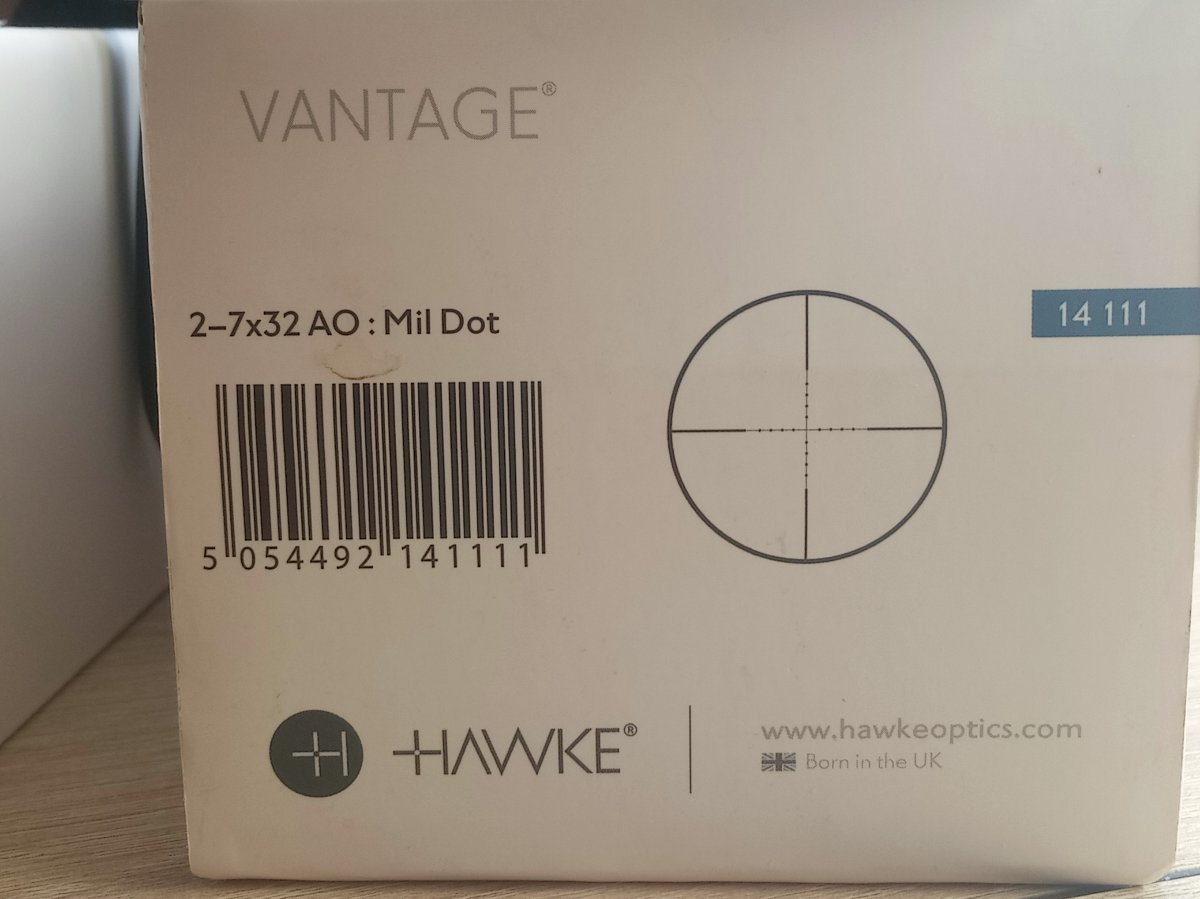 VANTAGE®
2–7x32 AO : Mil Dot
14 111
5 054492 141111
HAWKE®
www.hawkeoptics.com
Born in the UK